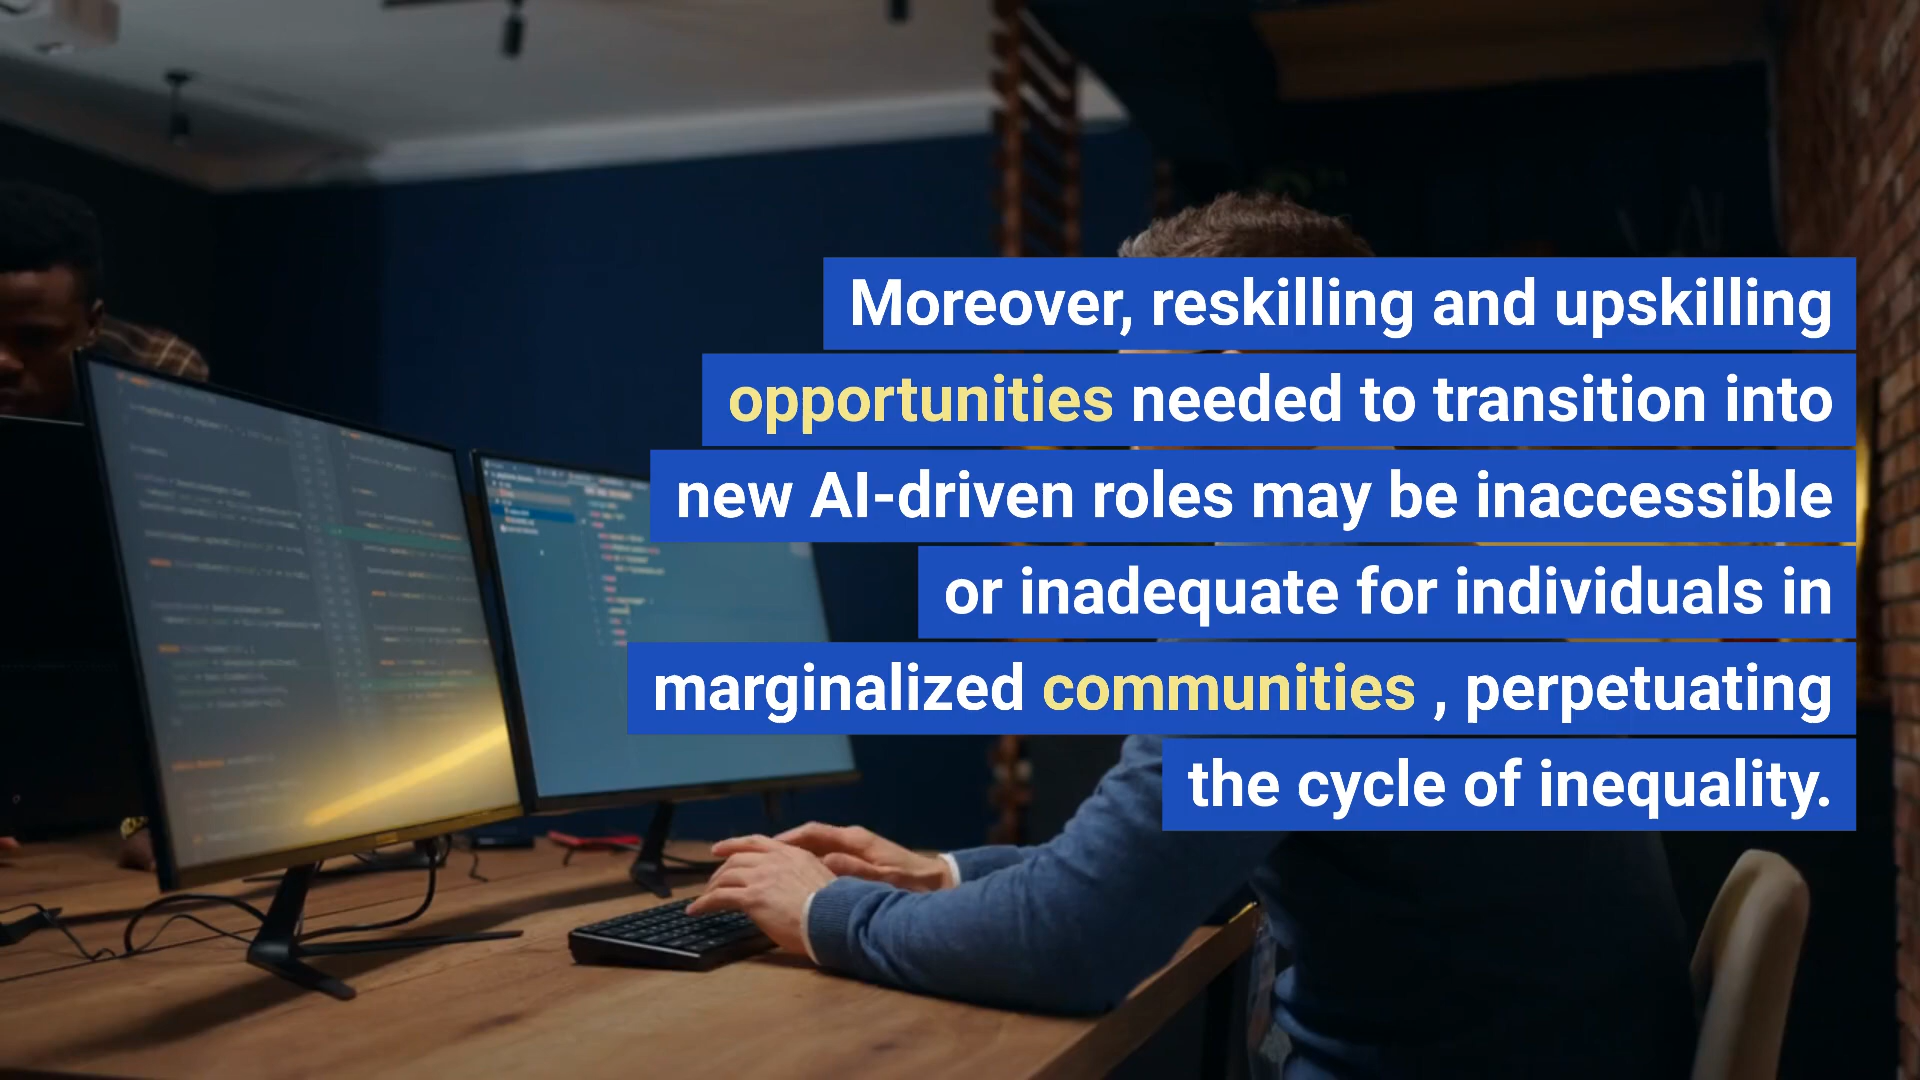 Moreover, reskilling and upskilling
opportunities needed to transition into
new AI-driven roles may be inaccessible
or inadequate for individuals in
marginalized communities , perpetuating
the cycle of inequality.